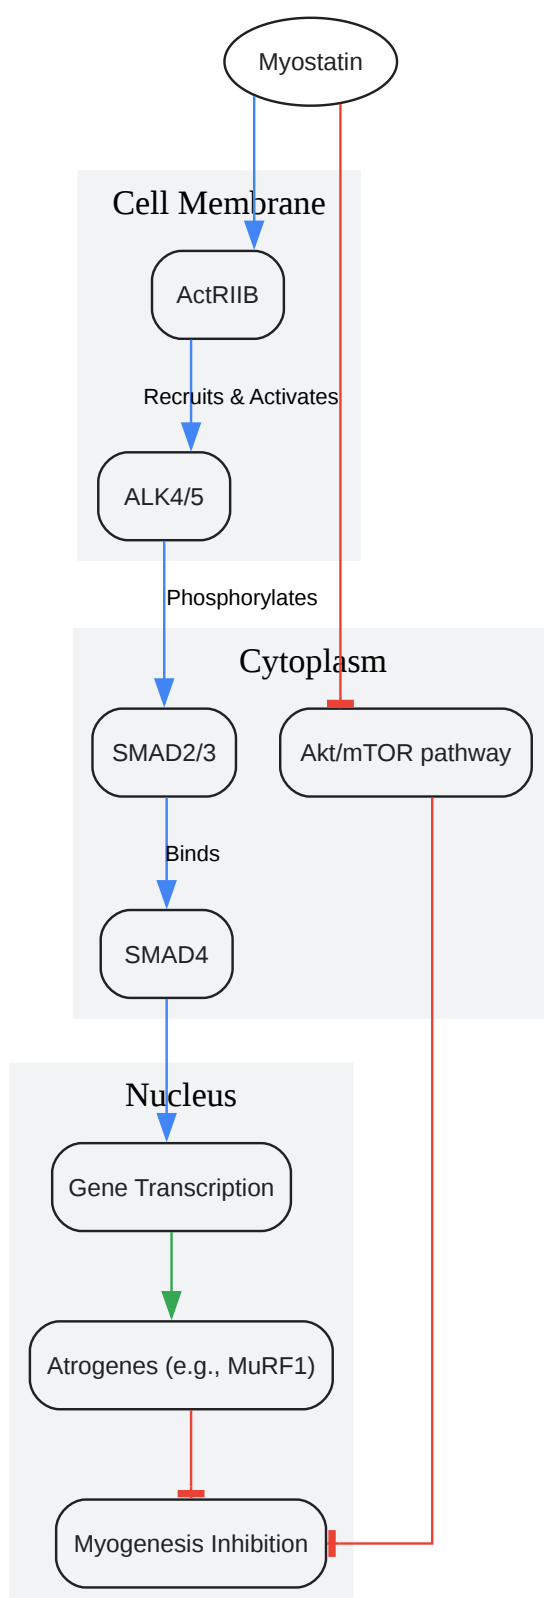 Myostatin
Cell Membrane
ActRIIB
Recruits & Activates
ALK4/5
Phosphorylates
Cytoplasm
SMAD2/3
Akt/mTOR pathway
Binds
SMAD4
Nucleus
Gene Transcription
Atrogenes (e.g., MuRF1)
Myogenesis Inhibition